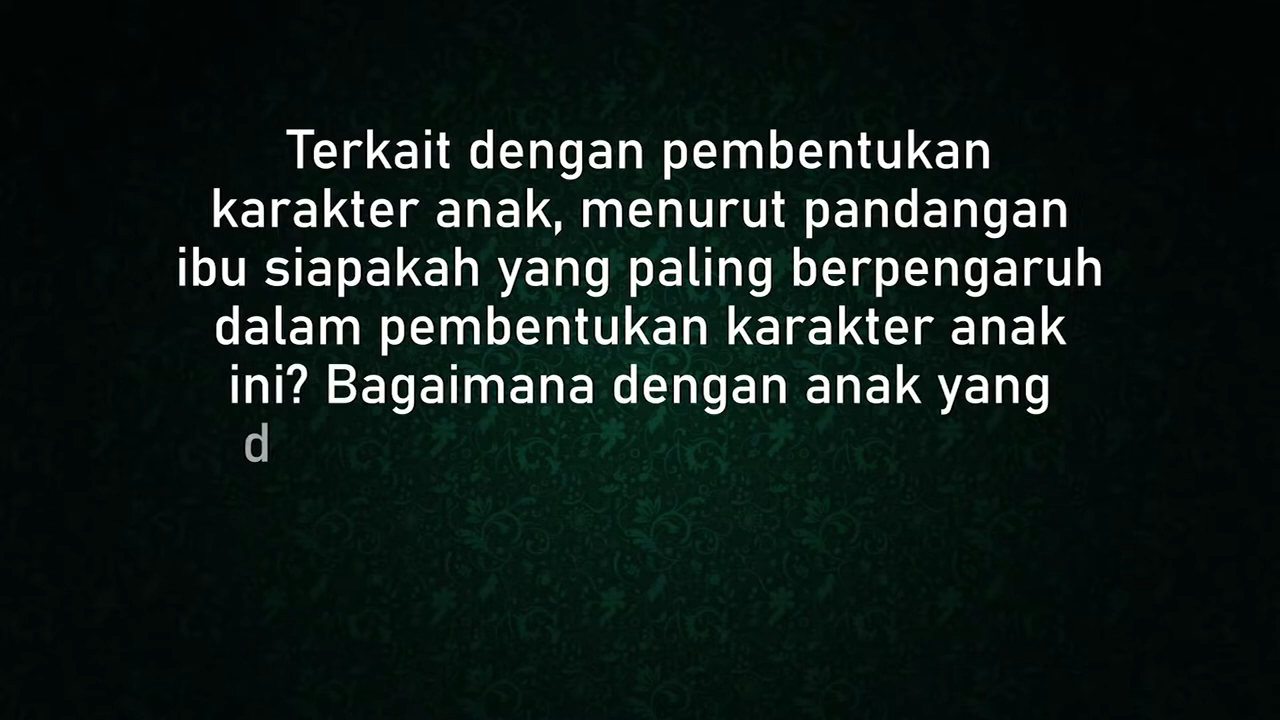 Terkait dengan pembentukan
karakter anak, menurut pandangan
ibu siapakah yang paling berpengaruh
dalam pembentukan karakter anak
ini? Bagaimana dengan anak yang
d